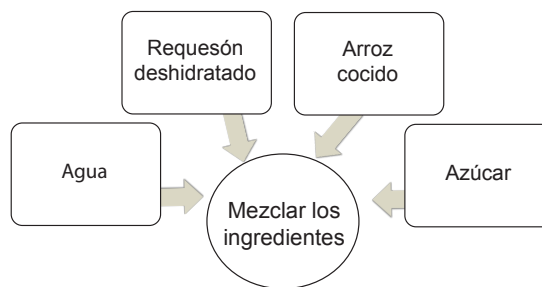 Requesón
deshidratado
Arroz
cocido
Agua
Azúcar
Mezclar los
ingredientes